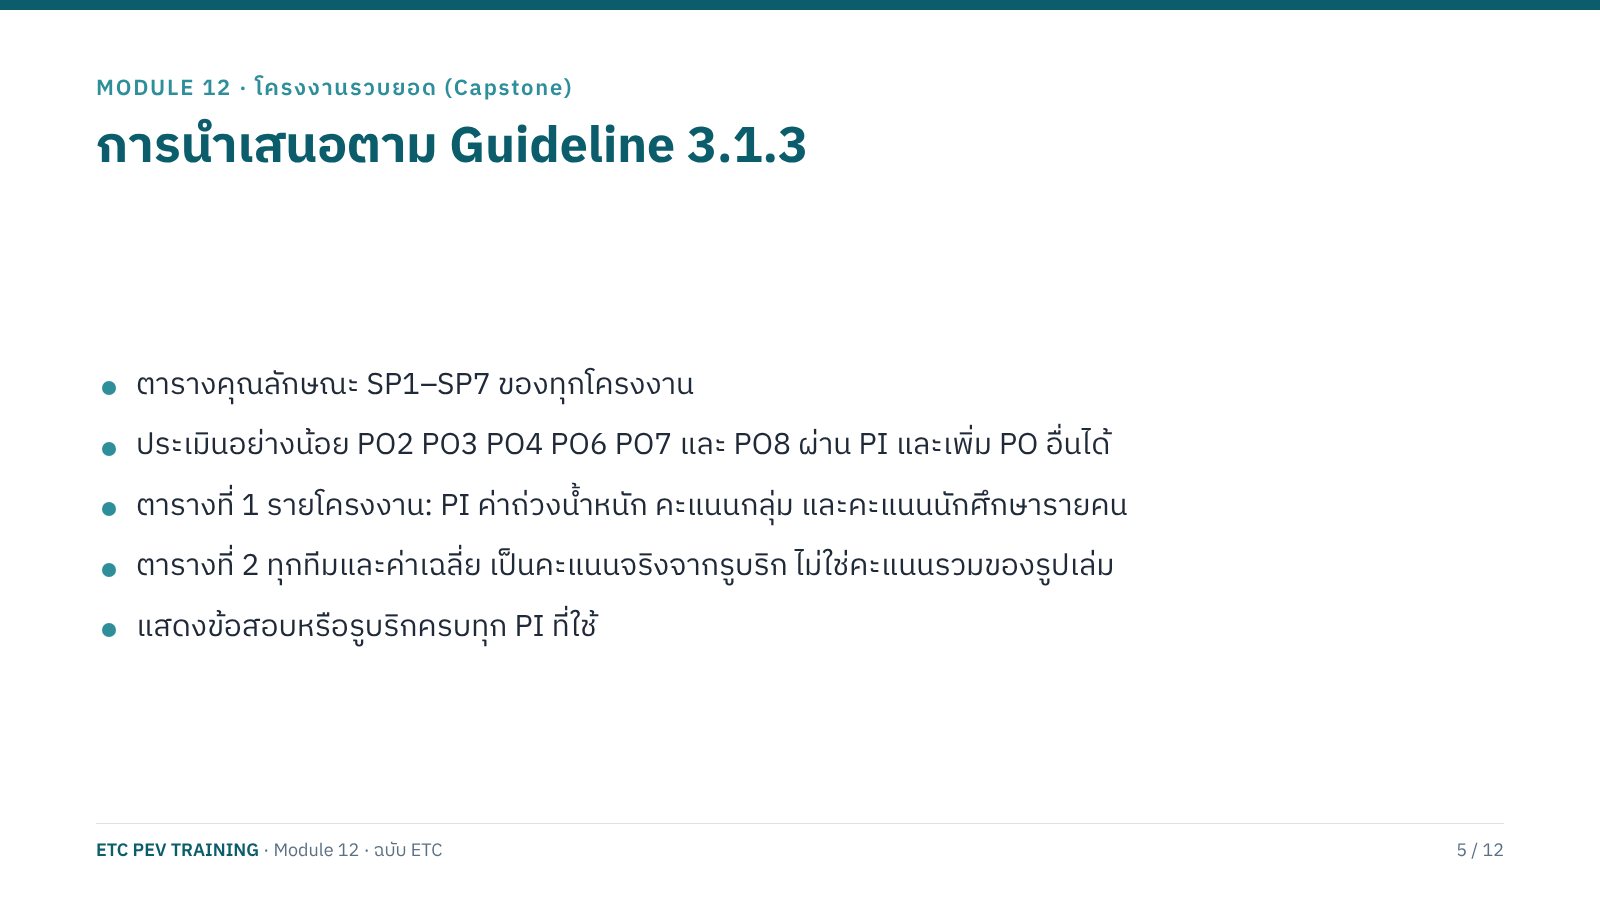 MODULE 12 · โครงงานรวบยอด (Capstone)
การนำเสนอตาม Guideline 3.1.3
ตารางคุณลักษณะ SP1–SP7 ของทุกโครงงาน
ประเมินอย่างน้อย PO2 PO3 PO4 PO6 PO7 และ PO8 ผ่าน PI และเพิ่ม PO อื่นได้
ตารางที่ 1 รายโครงงาน: PI ค่าถ่วงน้ำหนัก คะแนนกลุ่ม และคะแนนนักศึกษารายคน
ตารางที่ 2 ทุกทีมและค่าเฉลี่ย เป็นคะแนนจริงจากรูบริก ไม่ใช่คะแนนรวมของรูปเล่ม
แสดงข้อสอบหรือรูบริกครบทุก PI ที่ใช้
ETC PEV TRAINING · Module 12 · ฉบับ ETC
5 / 12